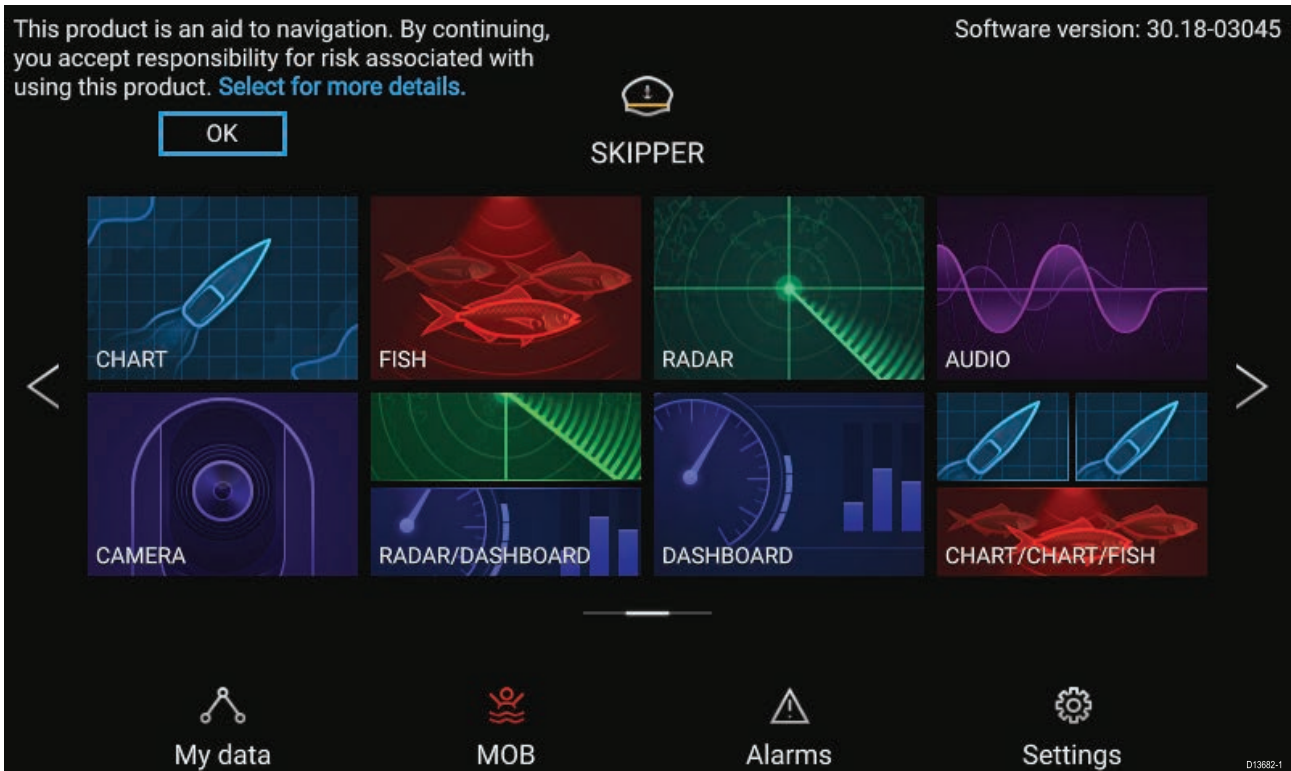 This product is an aid to navigation. By continuing,
you accept responsibility for risk associated with
using this product. Select for more details.
OK
Software version: 30.18-03045
SKIPPER
CHART
FISH
RADAR
AUDIO
CAMERA
RADAR/DASHBOARD
DASHBOARD
CHART/CHART/FISH
My data
MOB
Alarms
Settings
D13682-1